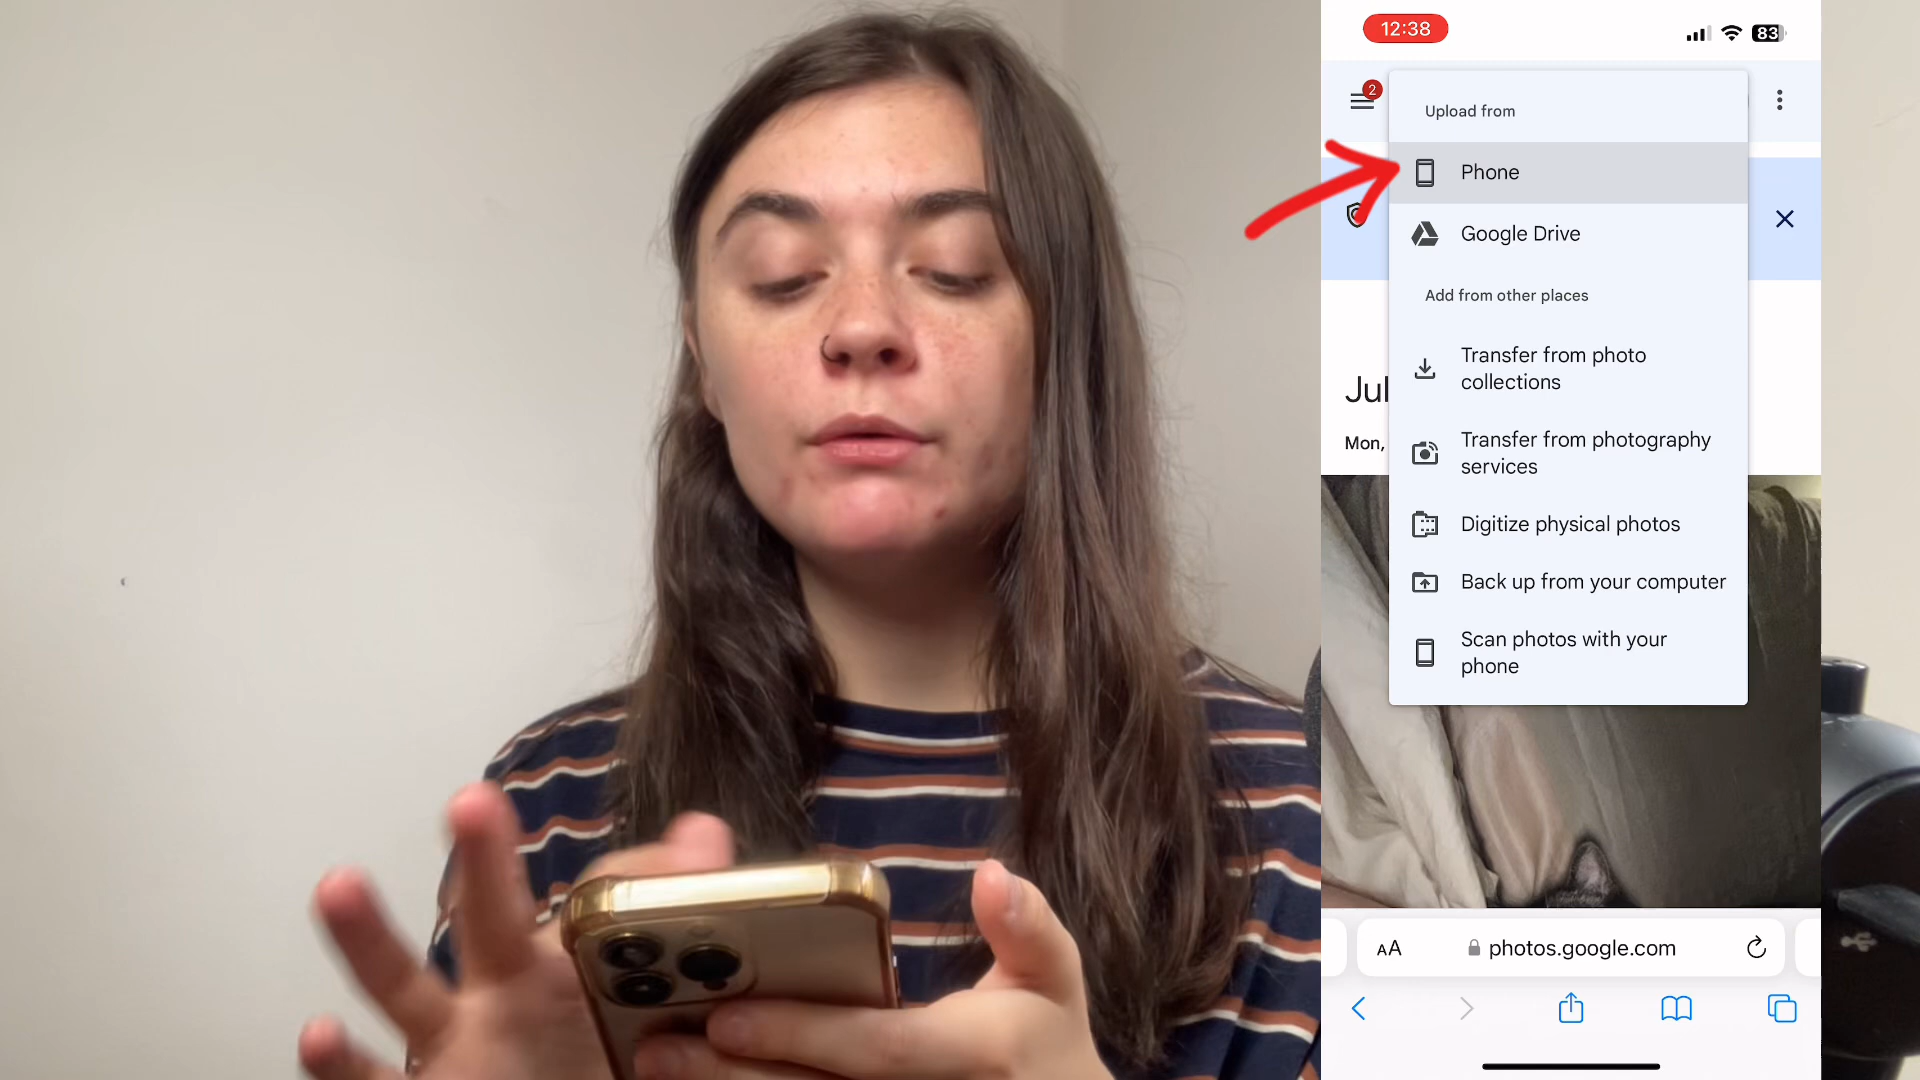 12:38
83
2
Upload from
Phone
Google Drive
Add from other places
Transfer from photo
collections
Jul
Transfer from photography
services
Mon,
Digitize physical photos
Back up from your computer
Scan photos with your
phone
AA
photos.google.com